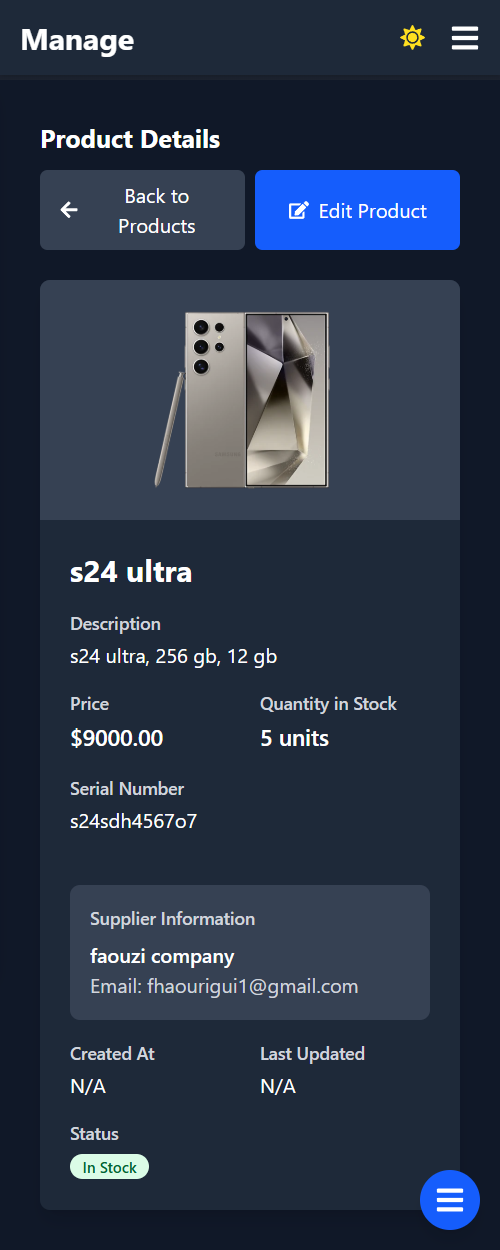 Manage
Product Details
Back to
Products
Edit Product
s24 ultra
Description
s24 ultra, 256 gb, 12 gb
Price
Quantity in Stock
$9000.00
5 units
Serial Number
s24sdh4567o7
Supplier Information
faouzi company
Email: fhaourigui1@gmail.com
Created At
Last Updated
N/A
N/A
Status
In Stock